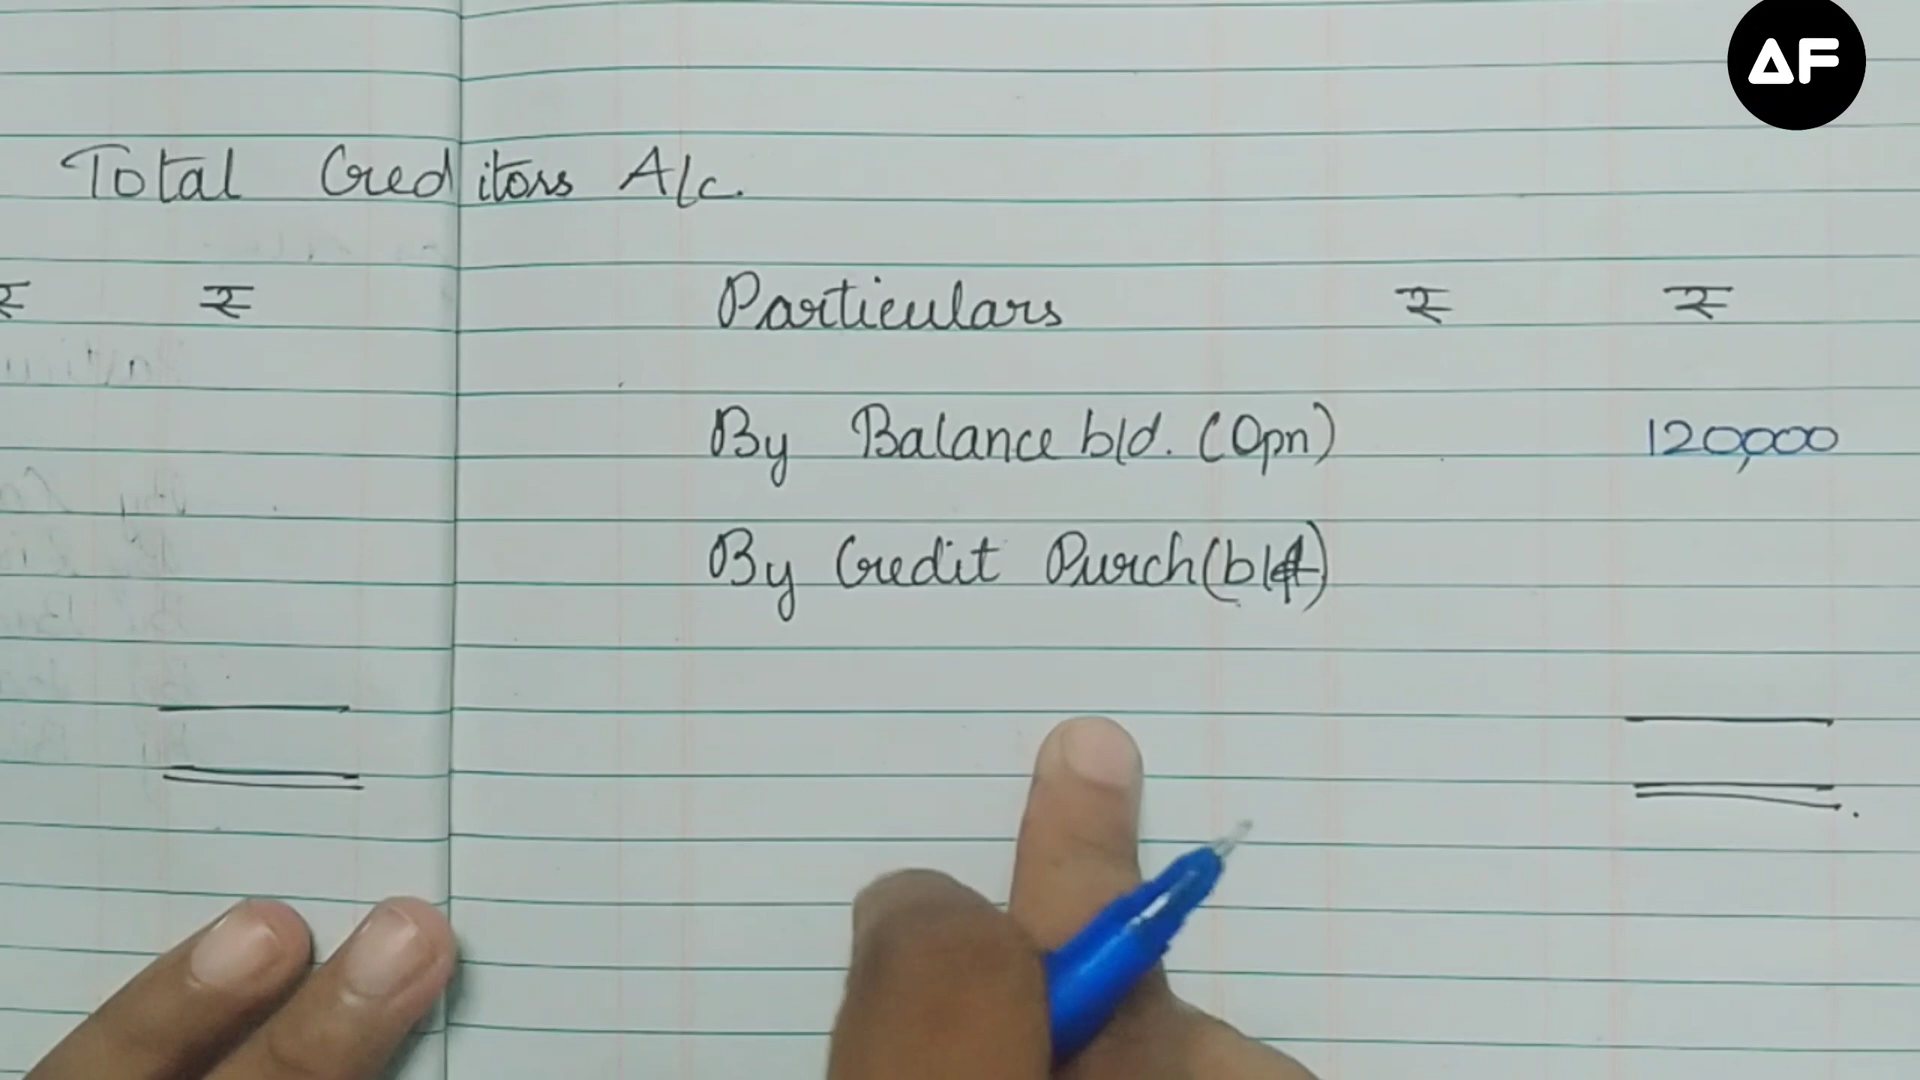 AF
Total Creditors A/c.
₹ ₹ Particulars ₹ ₹
By Balance b/d. (Opn) 120,000
By Credit Purch(b/f)